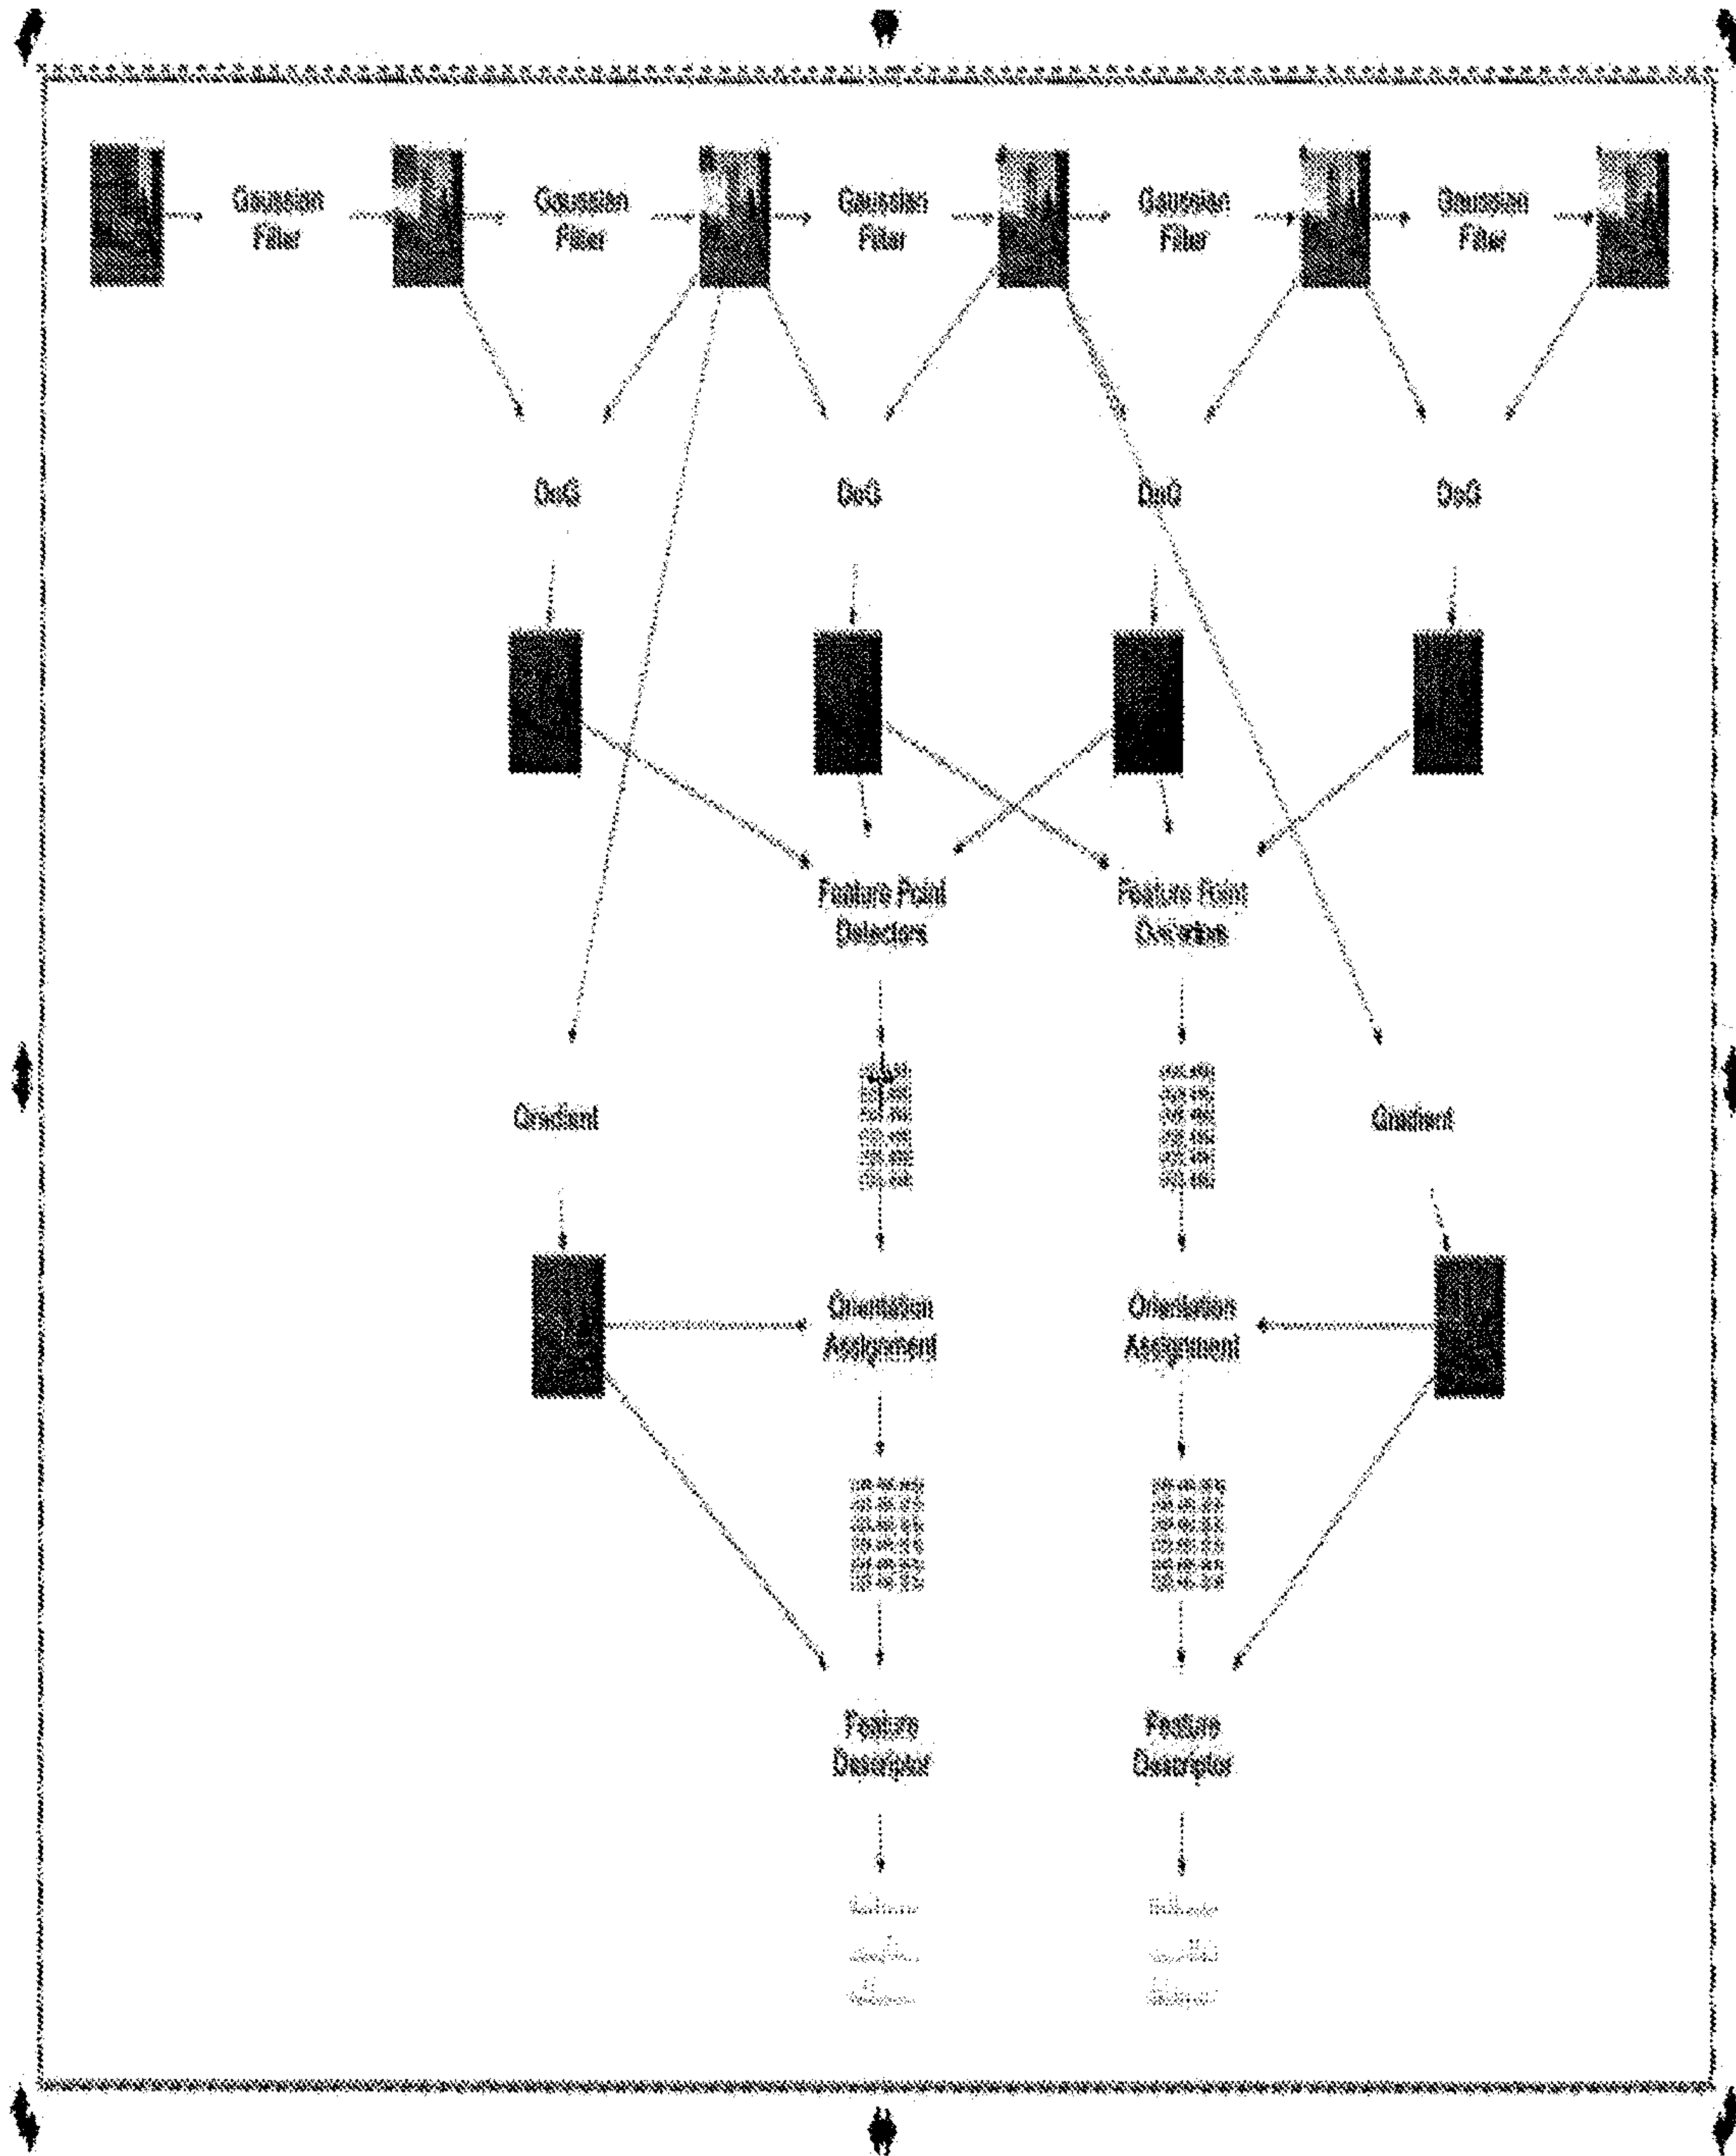 Gaussian
Filter
Gaussian
Filter
Gaussian
Filter
Gaussian
Filter
Gaussian
Filter
DoG
DoG
DoG
DoG
Feature Point
Detectors
Feature Point
Gradient
Gradient
Orientation
Assignment
Orientation
Assignment
Feature
Descriptor
Feature
Descriptor